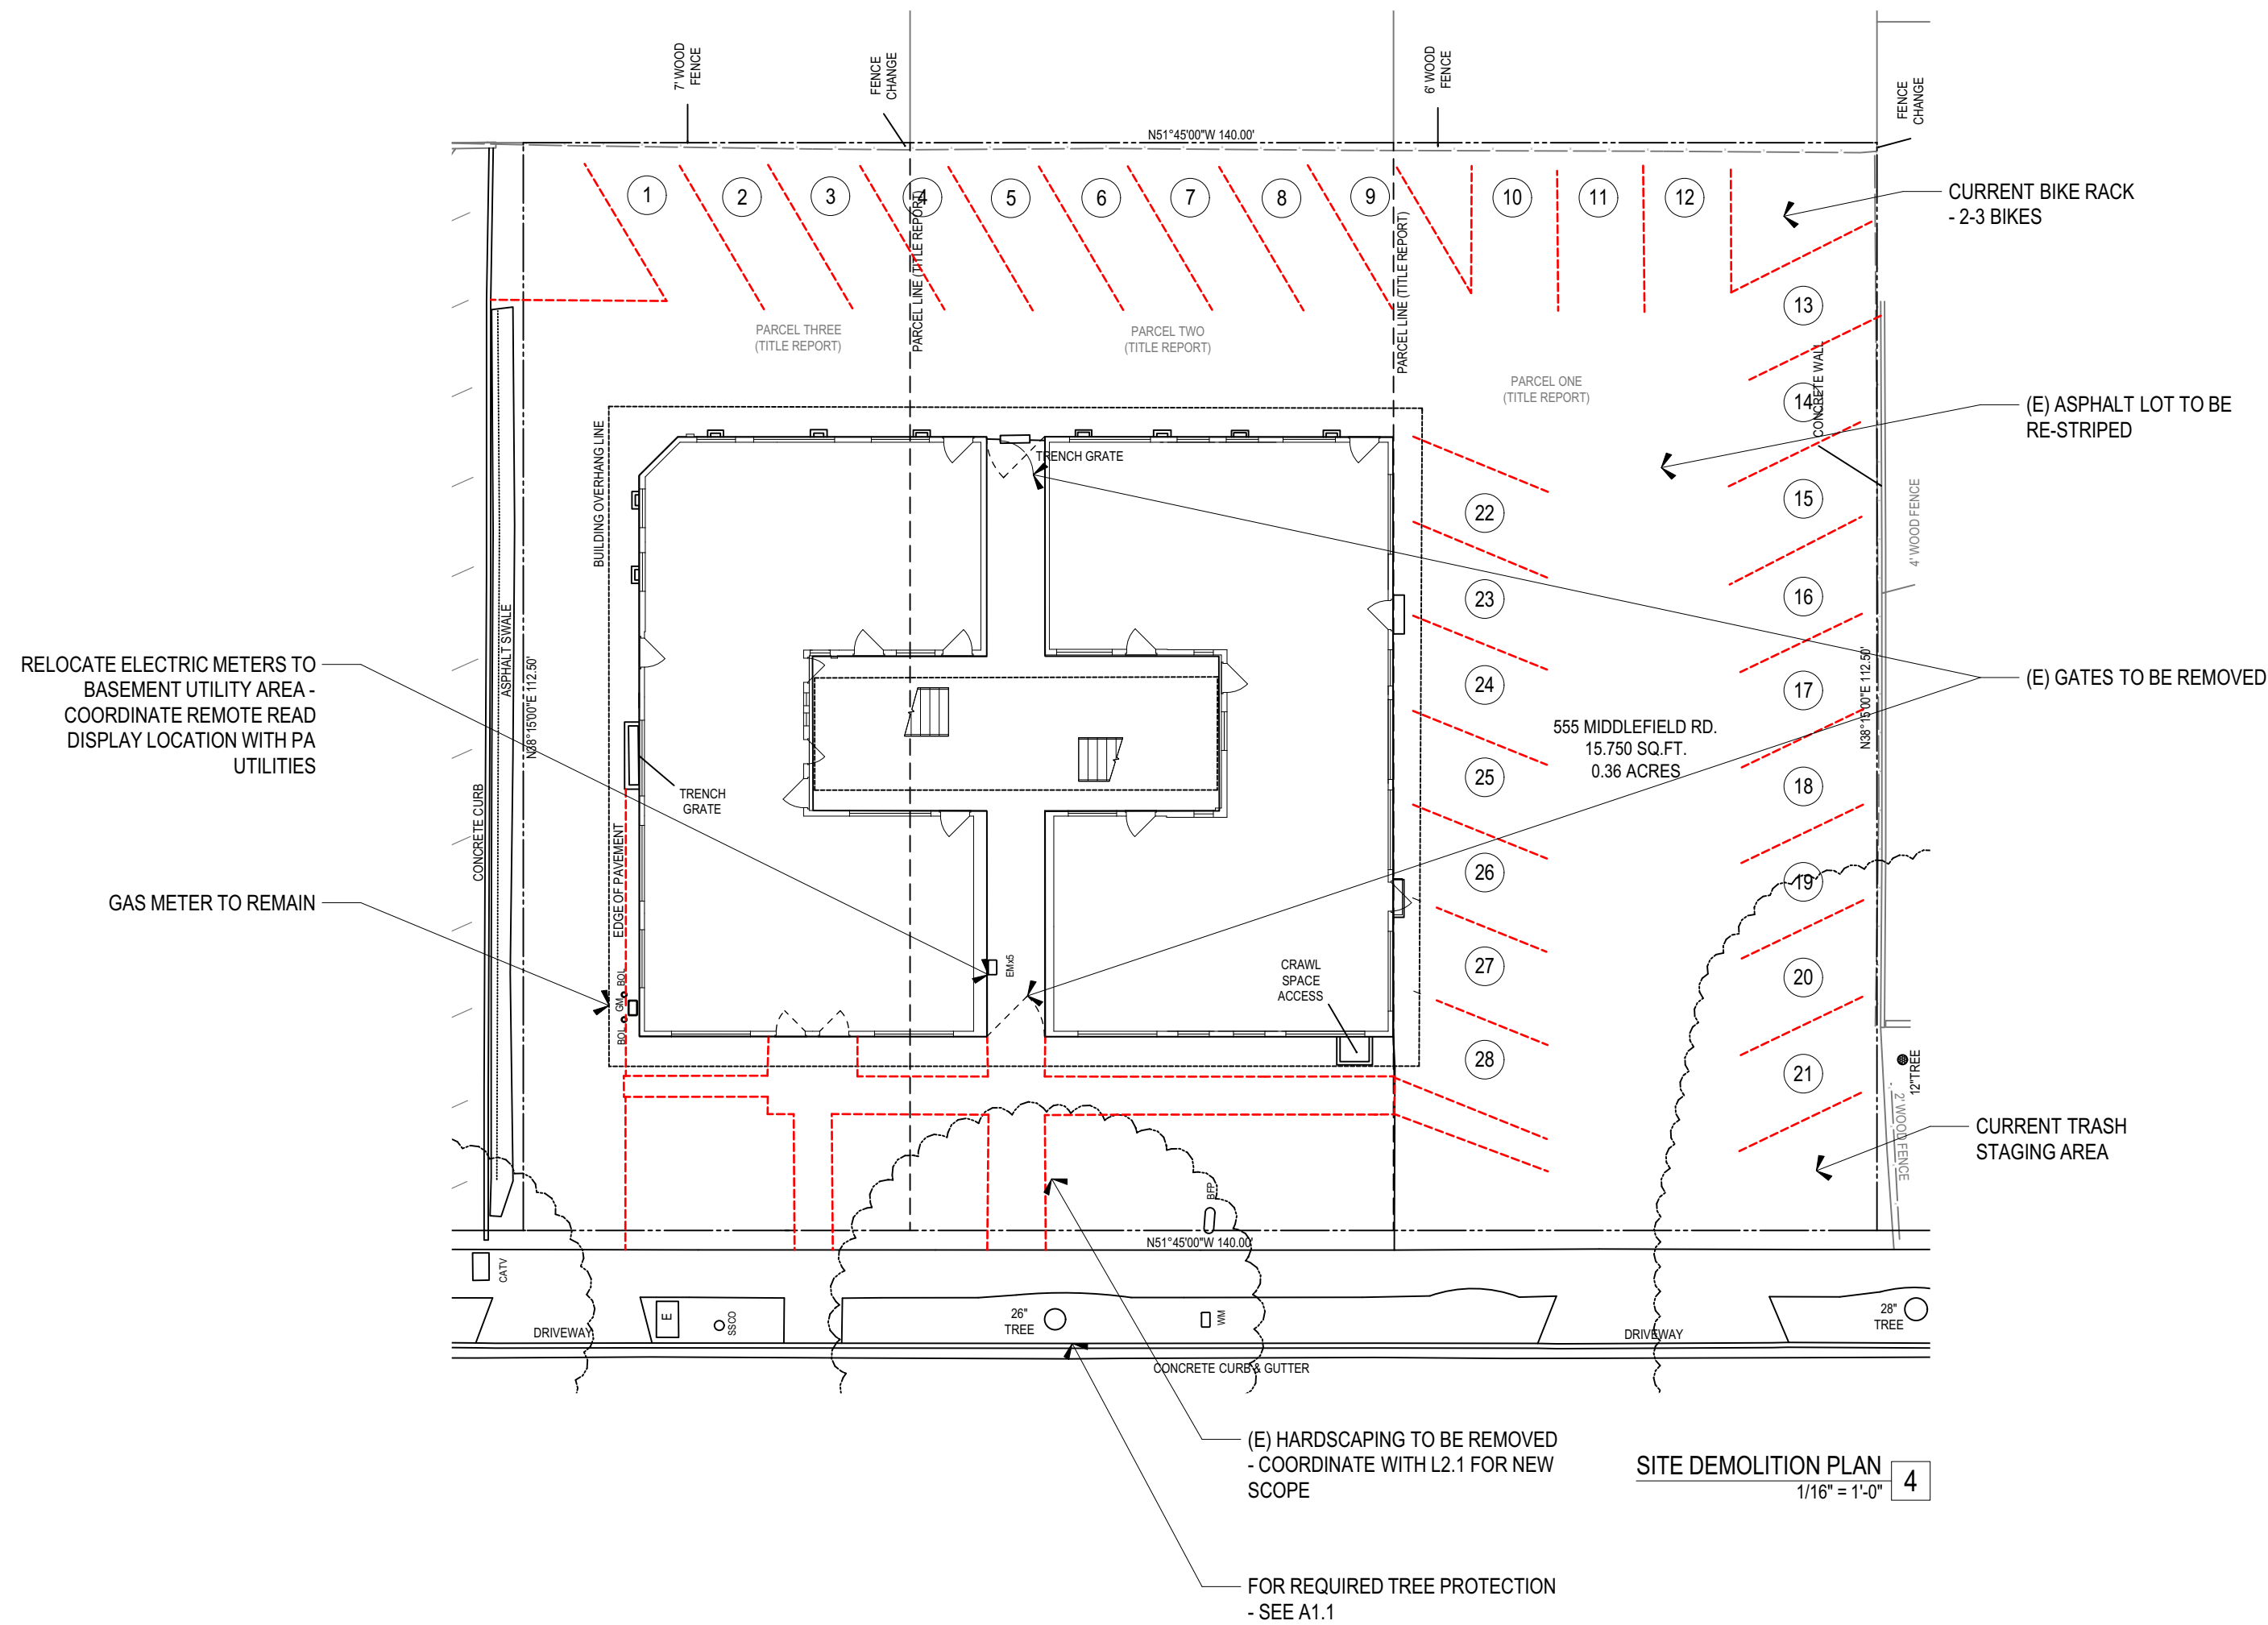 7' WOOD
FENCE
FENCE
CHANGE
6' WOOD
FENCE
FENCE
CHANGE
N51°45'00"W 140.00'
1
2
3
4
5
6
7
8
9
10
11
12
CURRENT BIKE RACK
- 2-3 BIKES
PARCEL LINE (TITLE REPORT)
PARCEL LINE (TITLE REPORT)
13
PARCEL THREE
(TITLE REPORT)
PARCEL TWO
(TITLE REPORT)
PARCEL ONE
(TITLE REPORT)
CONCRETE WALL
14
(E) ASPHALT LOT TO BE
RE-STRIPED
BUILDING OVERHANG LINE
TRENCH GRATE
15
22
4' WOOD FENCE
23
16
ASPHALT SWALE
N38°15'00"E 112.50'
RELOCATE ELECTRIC METERS TO
BASEMENT UTILITY AREA -
COORDINATE REMOTE READ
DISPLAY LOCATION WITH PA
UTILITIES
24
17
N38°15'00"E 112.50'
(E) GATES TO BE REMOVED
555 MIDDLEFIELD RD.
15.750 SQ.FT.
0.36 ACRES
25
18
TRENCH
GRATE
CONCRETE CURB
EDGE OF PAVEMENT
26
19
GAS METER TO REMAIN
BOL
GM
BOL
EMx5
CRAWL
SPACE
ACCESS
27
20
28
21
12"TREE
2' WOOD FENCE
CURRENT TRASH
STAGING AREA
BFP
N51°45'00"W 140.00'
CATV
E
SSCO
DRIVEWAY
26"
TREE
WM
DRIVEWAY
28"
TREE
CONCRETE CURB & GUTTER
(E) HARDSCAPING TO BE REMOVED
- COORDINATE WITH L2.1 FOR NEW
SCOPE
SITE DEMOLITION PLAN
1/16" = 1'-0"
4
FOR REQUIRED TREE PROTECTION
- SEE A1.1